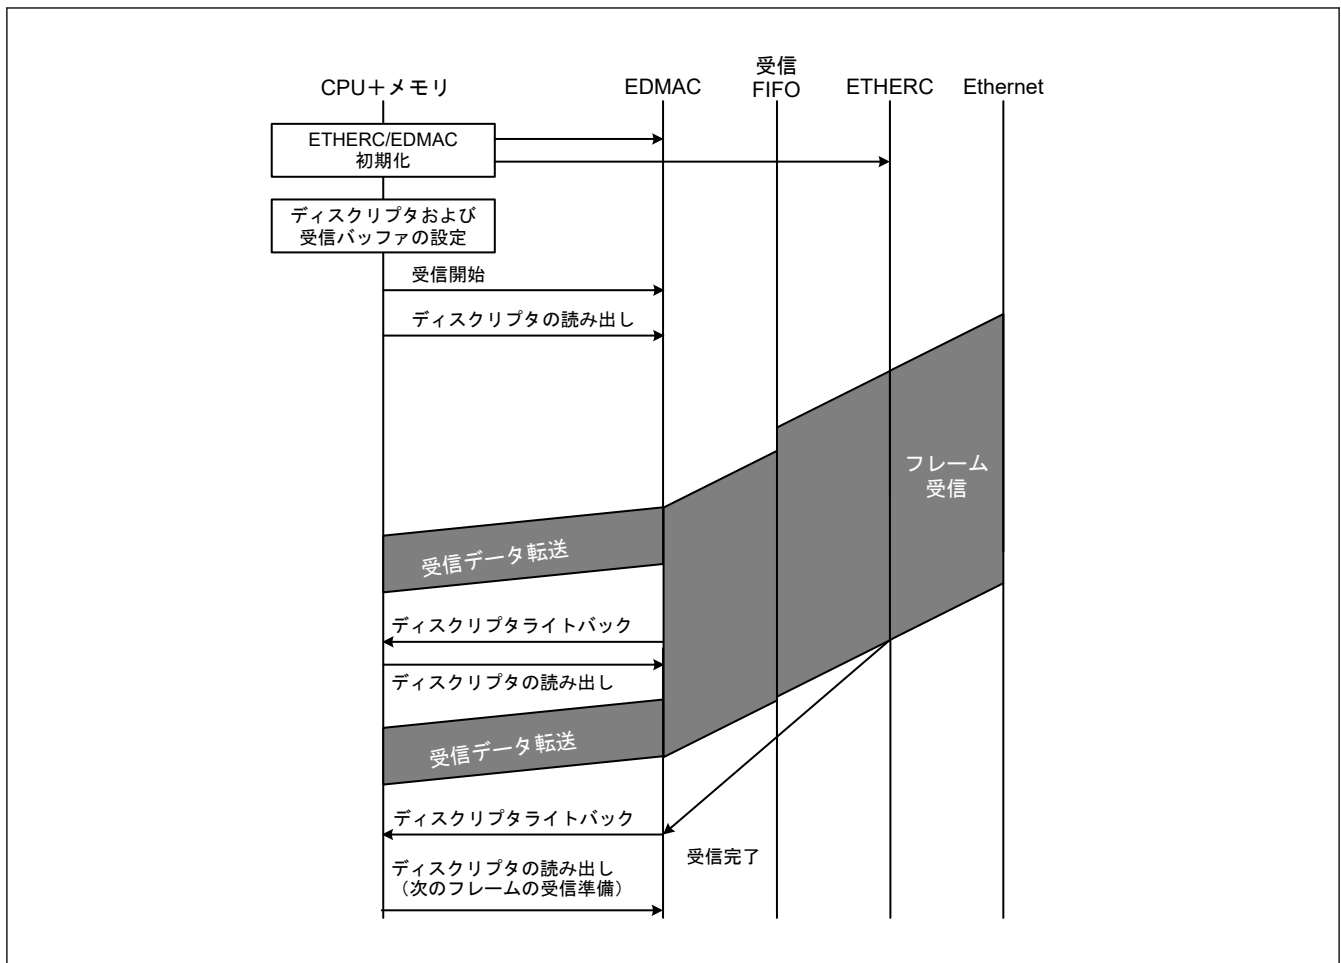 受信
CPU＋メモリ
EDMAC
FIFO
ETHERC
Ethernet
ETHERC/EDMAC
初期化
ディスクリプタおよび
受信バッファの設定
受信開始
ディスクリプタの読み出し
フレーム
受信
受信データ転送
ディスクリプタライトバック
ディスクリプタの読み出し
受信データ転送
ディスクリプタライトバック
受信完了
ディスクリプタの読み出し
（次のフレームの受信準備）